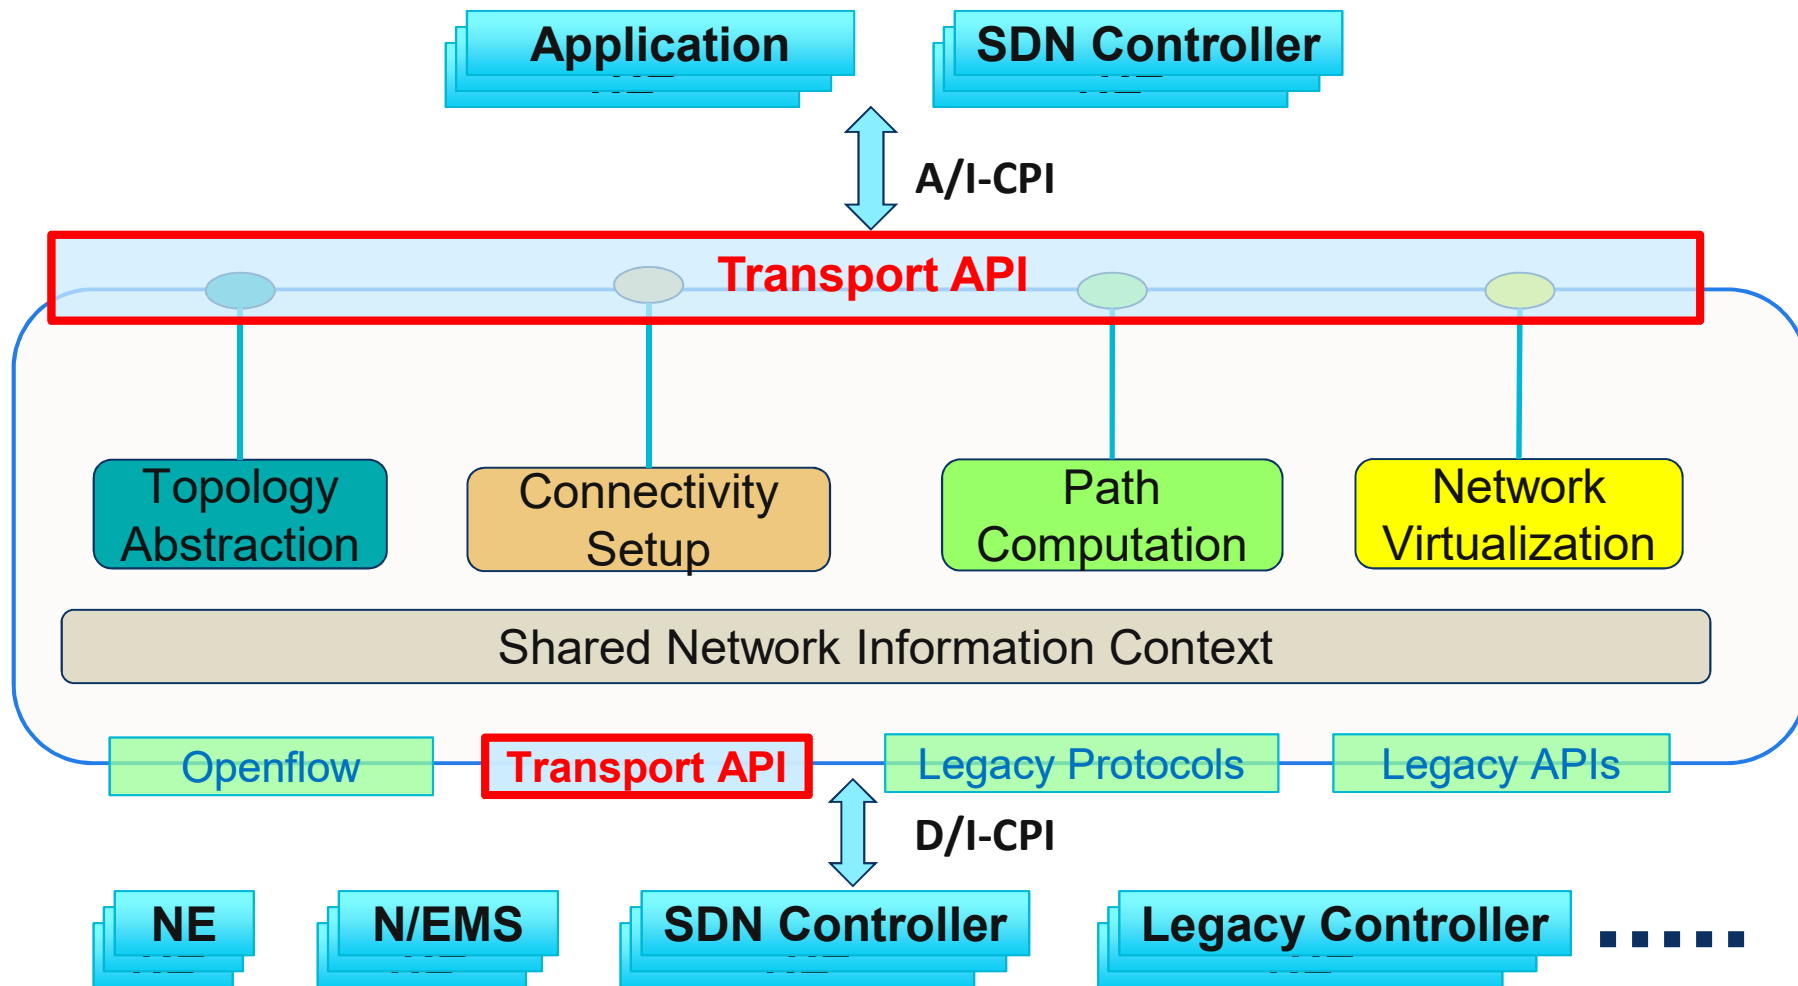 Application
SDN Controller
A/I-CPI
Transport API
Topology
Abstraction
Connectivity
Setup
Path
Computation
Network
Virtualization
Shared Network Information Context
Openflow
Transport API
Legacy Protocols
Legacy APIs
D/I-CPI
NE
N/EMS
SDN Controller
Legacy Controller